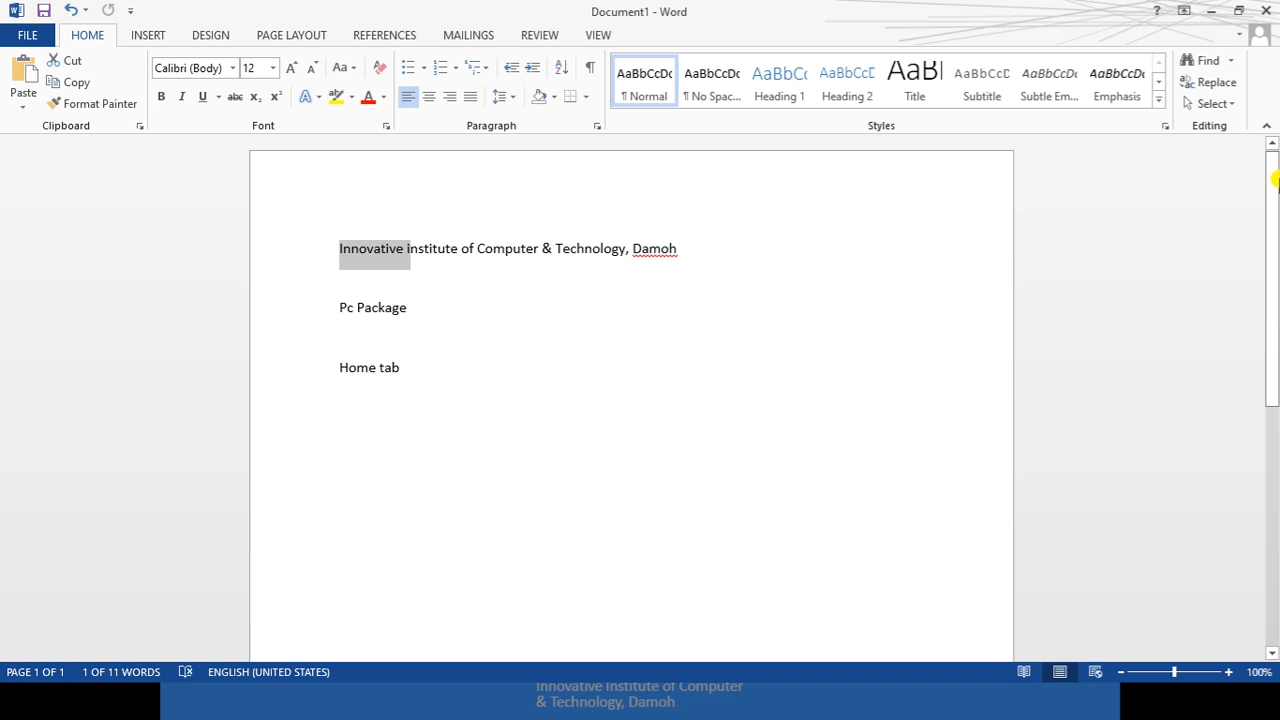 Document1 - Word
FILE HOME INSERT DESIGN PAGE LAYOUT REFERENCES MAILINGS REVIEW VIEW
Paste
Cut
Copy
Format Painter
Clipboard
Calibri (Body) 12
Font
Paragraph
AaBbCcDc AaBbCcDc AaBbCc AaBbCcD AaBl AaBbCcD AaBbCcDc AaBbCcDc
¶ Normal ¶ No Spac... Heading 1 Heading 2 Title Subtitle Subtle Em... Emphasis
Styles
Find
Replace
Select
Editing
Innovative institute of Computer & Technology, Damoh
Pc Package
Home tab
PAGE 1 OF 1 1 OF 11 WORDS ENGLISH (UNITED STATES) 100%
Innovative Institute of Computer
& Technology, Damoh